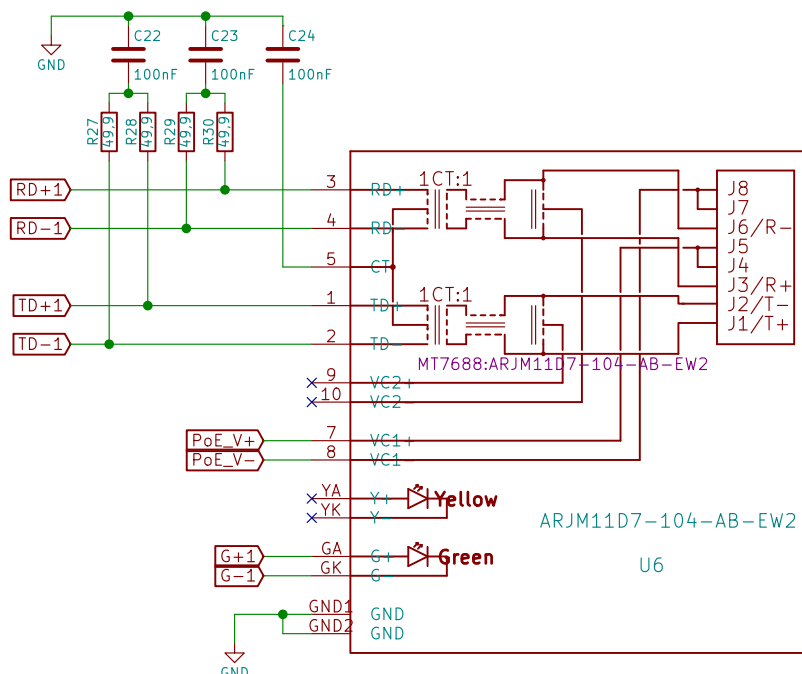 C22
C23
C24
GND
100nF
100nF
100nF
R27
49,9
R28
49,9
R29
49,9
R30
49,9
RD+1
3
RD+
1CT:1
J8
J7
RD-1
4
RD-
J6/R-
J5
5
CT
J4
J3/R+
TD+1
1
TD+
1CT:1
J2/T-
J1/T+
TD-1
2
TD-
MT7688:ARJM11D7-104-AB-EW2
9
VC2+
10
VC2-
PoE_V+
7
VC1+
PoE_V-
8
VC1-
YA
Y+
Yellow
YK
Y-
ARJM11D7-104-AB-EW2
G+1
GA
G+
Green
U6
G-1
GK
G-
GND1
GND
GND2
GND
GND